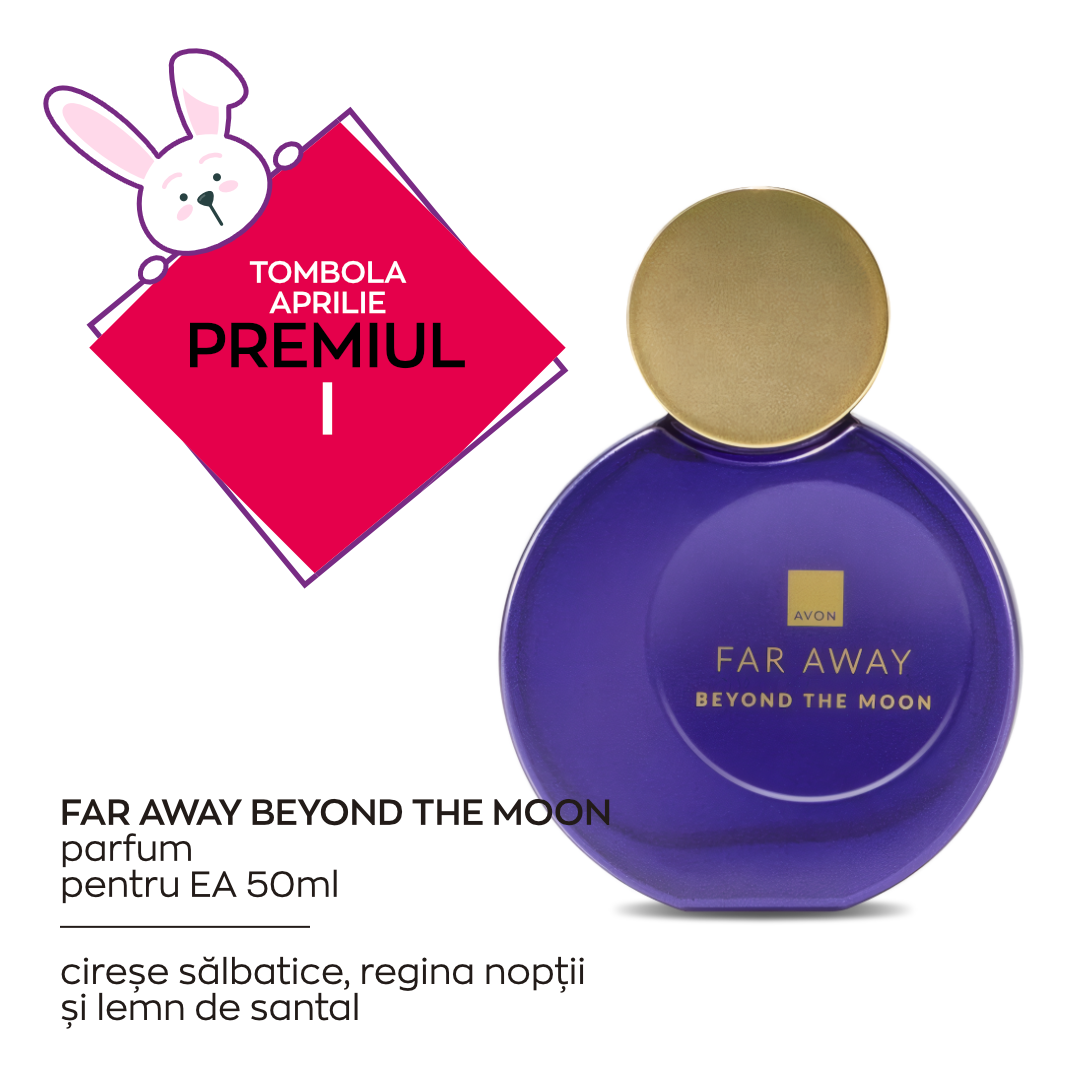 TOMBOLA
APRILIE
PREMIUL
I
AVON
FAR AWAY
BEYOND THE MOON
FAR AWAY BEYOND THE MOON
parfum
pentru EA 50ml
cireșe sălbatice, regina nopții
și lemn de santal